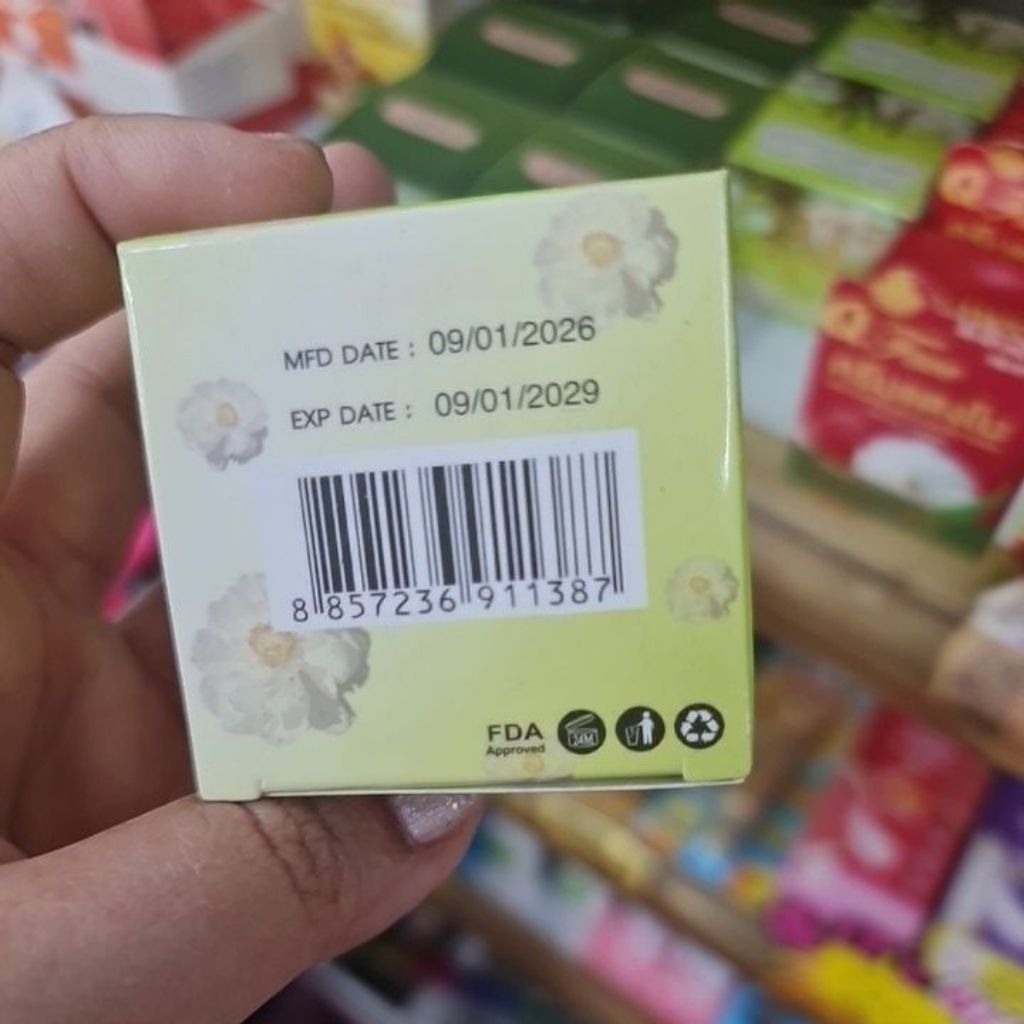 MFD DATE : 09/01/2026
EXP DATE : 09/01/2029
8 857236 911387
FDA
Approved
24M